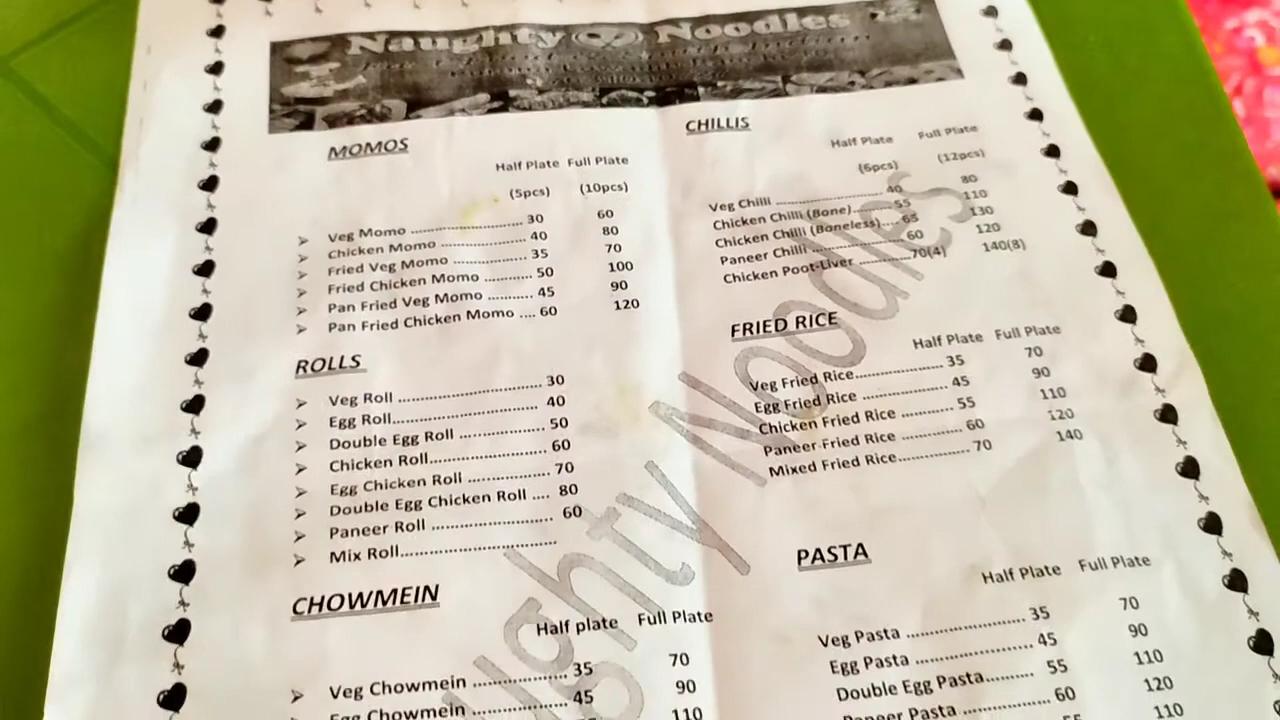 Naughty Noodles
MOMOS
Half Plate Full Plate
(5pcs) (10pcs)
Veg Momo ........................ 30 60
Chicken Momo .................. 40 80
Fried Veg Momo ............... 35 70
Fried Chicken Momo ........... 50 100
Pan Fried Veg Momo ........... 45 90
Pan Fried Chicken Momo .... 60 120
ROLLS
Veg Roll .............................. 30
Egg Roll............................... 40
Double Egg Roll .................. 50
Chicken Roll......................... 60
Egg Chicken Roll ................. 70
Double Egg Chicken Roll .... 80
Paneer Roll ......................... 60
Mix Roll................................
CHOWMEIN
Half plate Full Plate
Veg Chowmein .................. 35 70
Egg Chowmein .................. 45 90
110
CHILLIS
Half Plate Full Plate
(6pcs) (12pcs)
Veg Chilli ........................... 40 80
Chicken Chilli (Bone)........... 55 110
Chicken Chilli (Boneless).... 65 130
Paneer Chilli ..................... 60 120
Chicken Poot-Liver ............70(4) 140(8)
FRIED RICE
Half Plate Full Plate
Veg Fried Rice..................... 35 70
Egg Fried Rice ..................... 45 90
Chicken Fried Rice ............ 55 110
Paneer Fried Rice .............. 60 120
Mixed Fried Rice................. 70 140
PASTA
Half Plate Full Plate
Veg Pasta ............................ 35 70
Egg Pasta ........................... 45 90
Double Egg Pasta........... 55 110
Paneer Pasta .................... 60 120
55 110
Naughty Noodles